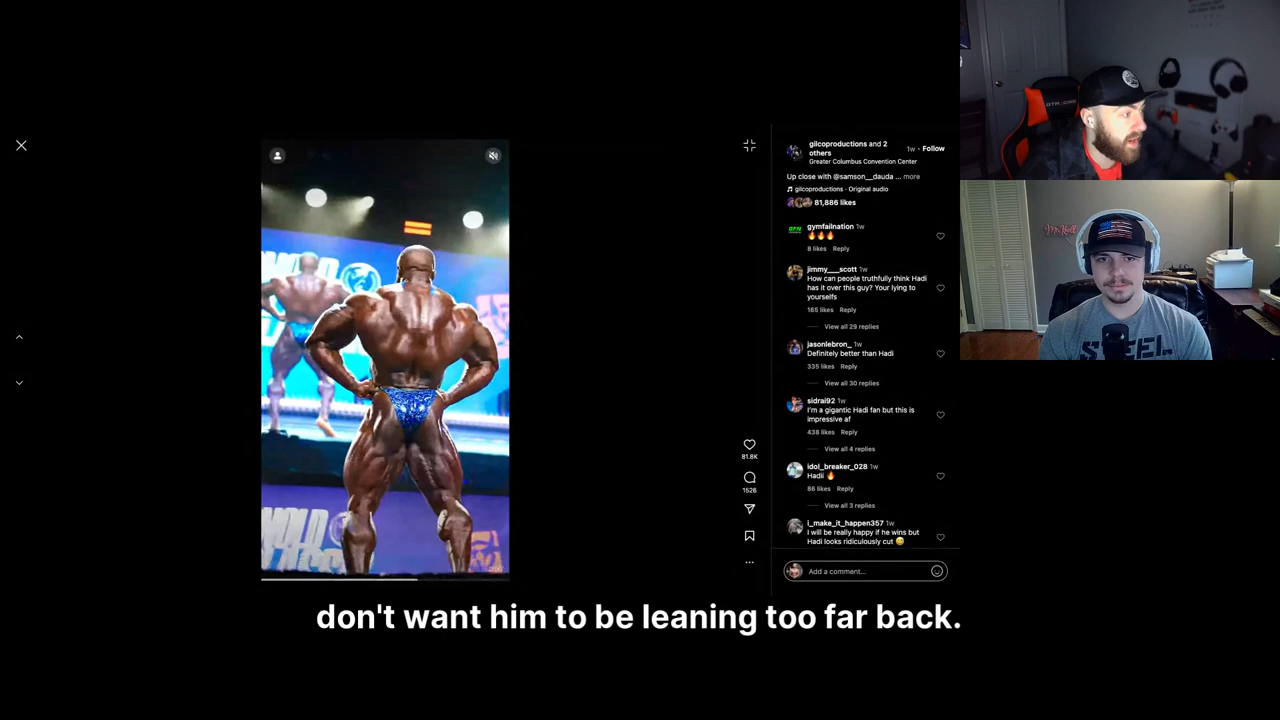 gilcoproductions and 2
others
1w · Follow
Greater Columbus Convention Center
Up close with @samson__dauda ... more
gilcoproductions · Original audio
81,886 likes
gymfailnation 1w
🔥🔥🔥
8 likes Reply
jimmy___scott 1w
How can people truthfully think Hadi
has it over this guy? Your lying to
yourselfs
165 likes Reply
View all 29 replies
jasonlebron_ 1w
Definitely better than Hadi
335 likes Reply
View all 30 replies
sidrai92 1w
I'm a gigantic Hadi fan but this is
impressive af
438 likes Reply
View all 4 replies
idol_breaker_028 1w
Hadii 🔥
86 likes Reply
View all 3 replies
i_make_it_happen357 1w
I will be really happy if he wins but
Hadi looks ridiculously cut 😅
81.8K
1526
Add a comment...
STEEL
don't want him to be leaning too far back.